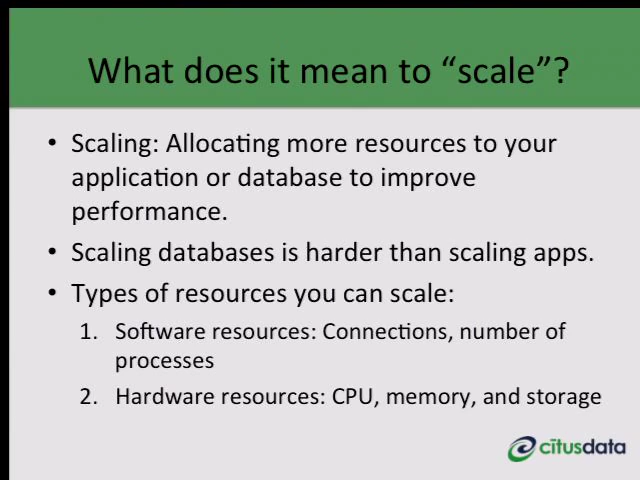 What does it mean to “scale”?
• Scaling: Allocating more resources to your
application or database to improve
performance.
• Scaling databases is harder than scaling apps.
• Types of resources you can scale:
1. Software resources: Connections, number of
processes
2. Hardware resources: CPU, memory, and storage
citusdata